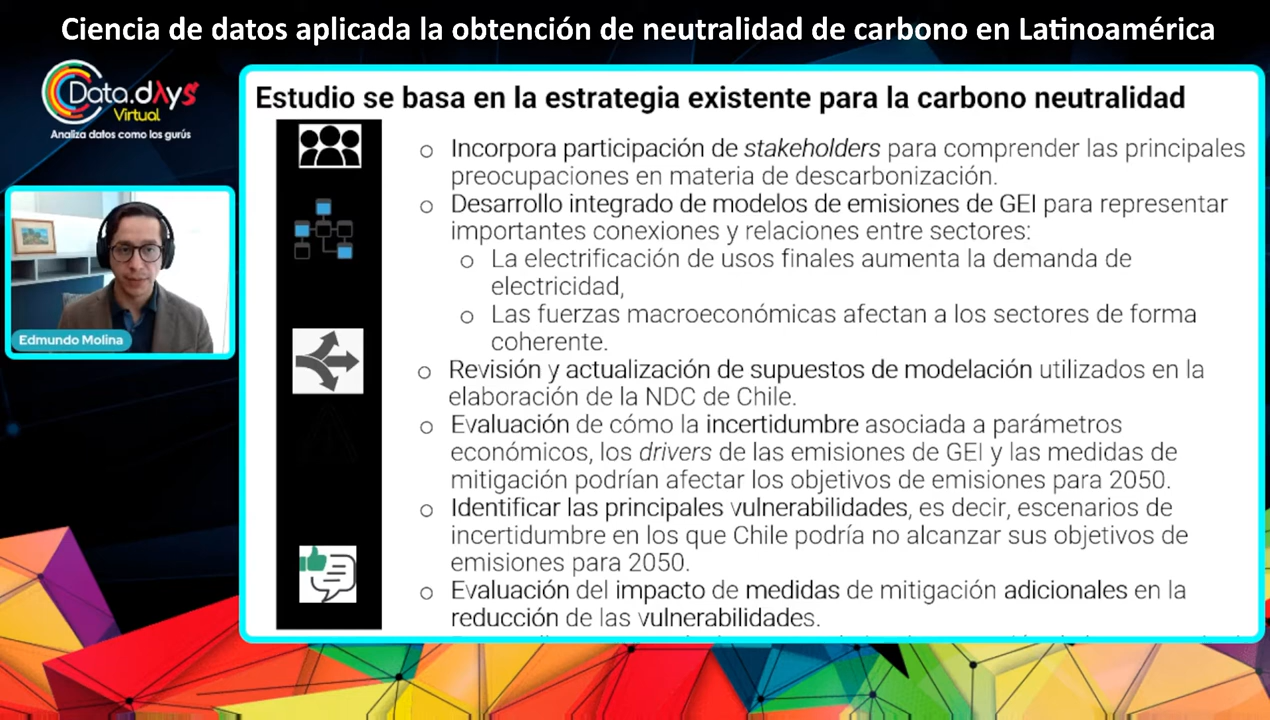 Ciencia de datos aplicada la obtención de neutralidad de carbono en Latinoamérica
Data.dAys
Virtual
Analiza datos como los gurús
Edmundo Molina
Estudio se basa en la estrategia existente para la carbono neutralidad
o Incorpora participación de stakeholders para comprender las principales
preocupaciones en materia de descarbonización.
o Desarrollo integrado de modelos de emisiones de GEI para representar
importantes conexiones y relaciones entre sectores:
o La electrificación de usos finales aumenta la demanda de
electricidad,
o Las fuerzas macroeconómicas afectan a los sectores de forma
coherente.
o Revisión y actualización de supuestos de modelación utilizados en la
elaboración de la NDC de Chile.
o Evaluación de cómo la incertidumbre asociada a parámetros
económicos, los drivers de las emisiones de GEI y las medidas de
mitigación podrían afectar los objetivos de emisiones para 2050.
o Identificar las principales vulnerabilidades, es decir, escenarios de
incertidumbre en los que Chile podría no alcanzar sus objetivos de
emisiones para 2050.
o Evaluación del impacto de medidas de mitigación adicionales en la
reducción de las vulnerabilidades.